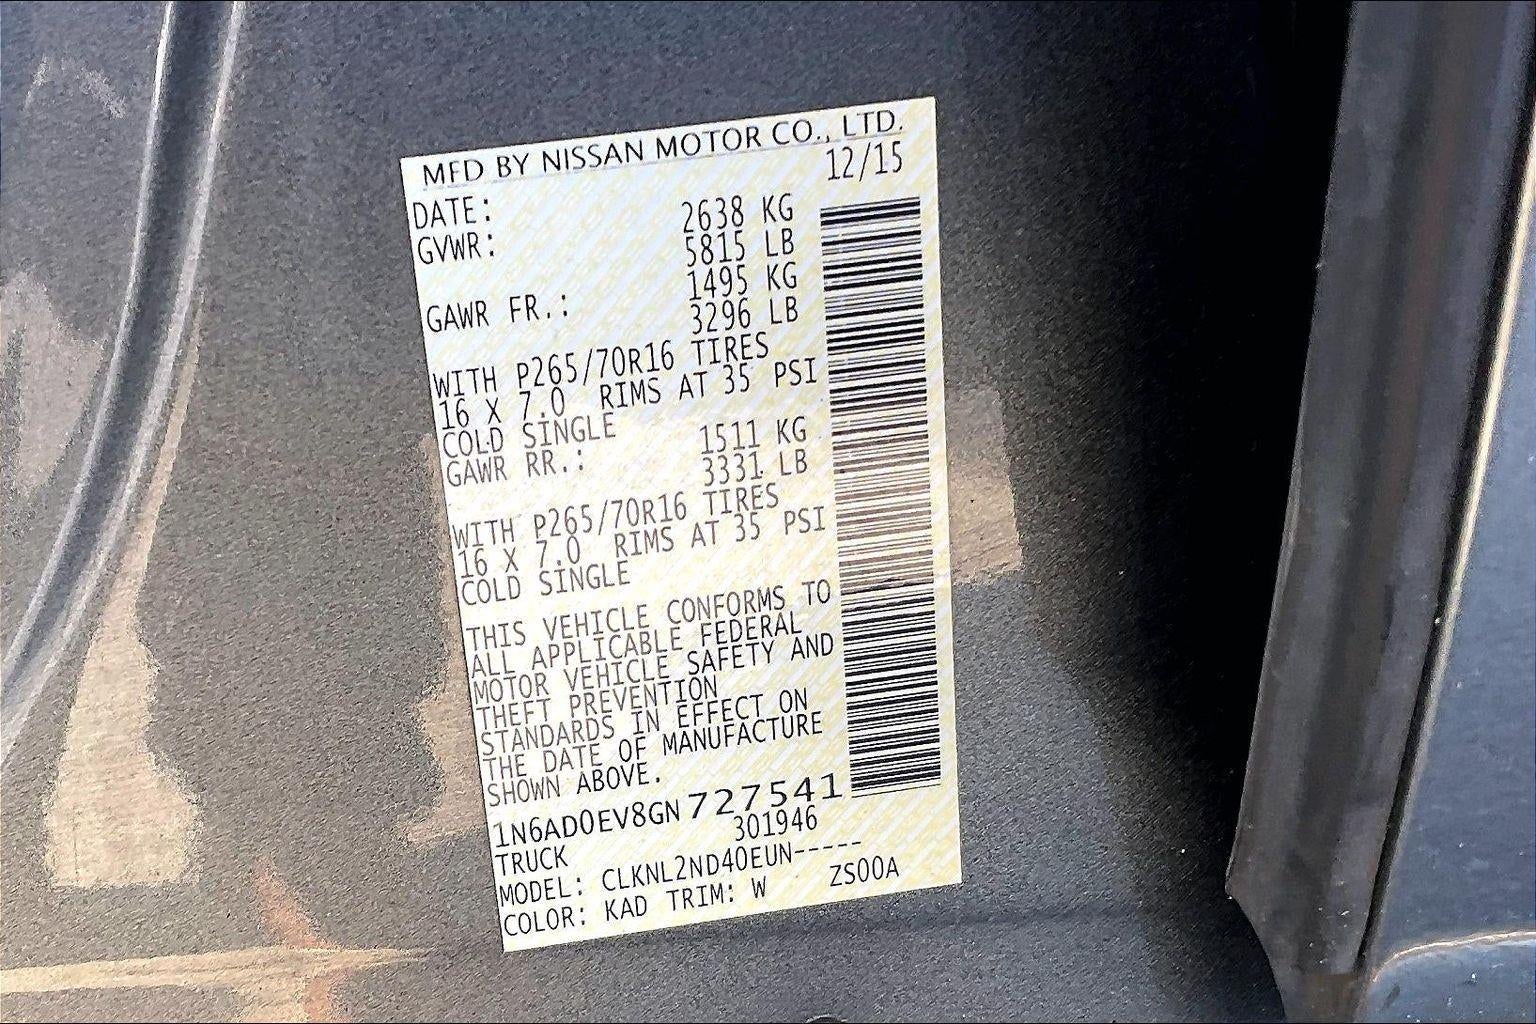 MFD BY NISSAN MOTOR CO., LTD.
DATE: 12/15
GVWR: 2638 KG
5815 LB
GAWR FR.: 1495 KG
3296 LB
WITH P265/70R16 TIRES
16 X 7.0 RIMS AT 35 PSI
COLD SINGLE
GAWR RR.: 1511 KG
3331 LB
WITH P265/70R16 TIRES
16 X 7.0 RIMS AT 35 PSI
COLD SINGLE
THIS VEHICLE CONFORMS TO
ALL APPLICABLE FEDERAL
MOTOR VEHICLE SAFETY AND
THEFT PREVENTION
STANDARDS IN EFFECT ON
THE DATE OF MANUFACTURE
SHOWN ABOVE.
1N6AD0EV8GN727541
TRUCK 301946
MODEL: CLKNL2ND40EUN-----
COLOR: KAD TRIM: W ZS00A